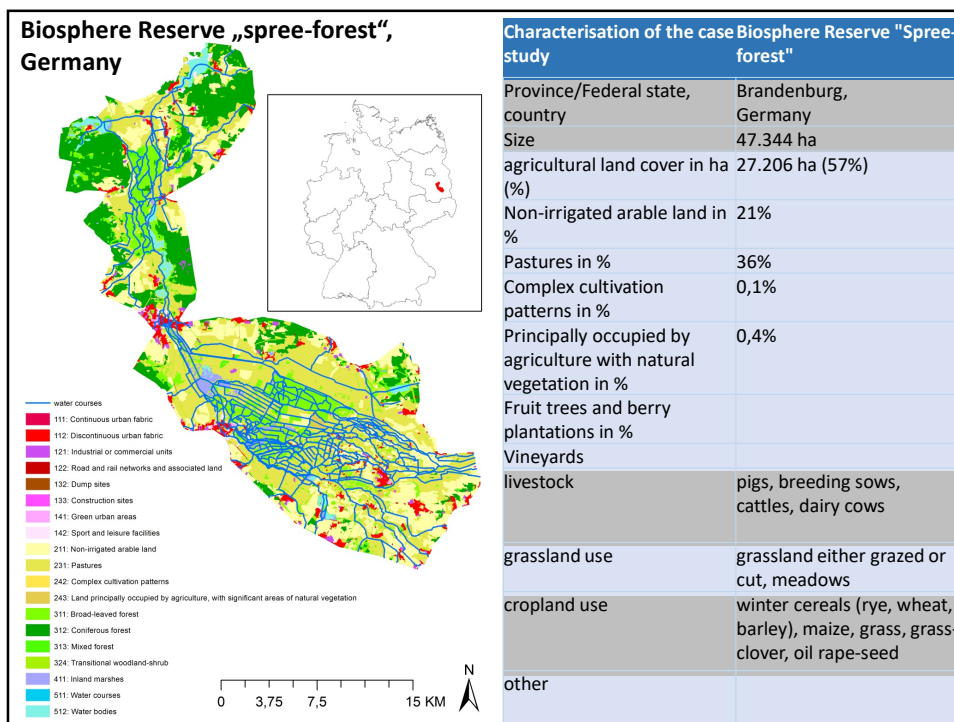 Biosphere Reserve „spree-forest“,
Germany
water courses
111: Continuous urban fabric
112: Discontinuous urban fabric
121: Industrial or commercial units
122: Road and rail networks and associated land
132: Dump sites
133: Construction sites
141: Green urban areas
142: Sport and leisure facilities
211: Non-irrigated arable land
231: Pastures
242: Complex cultivation patterns
243: Land principally occupied by agriculture, with significant areas of natural vegetation
311: Broad-leaved forest
312: Coniferous forest
313: Mixed forest
324: Transitional woodland-shrub
411: Inland marshes
511: Water courses
512: Water bodies
0 3,75 7,5 15 KM
N
Characterisation of the case Biosphere Reserve "Spree-
study forest"
Province/Federal state, Brandenburg,
country Germany
Size 47.344 ha
agricultural land cover in ha 27.206 ha (57%)
(%)
Non-irrigated arable land in 21%
%
Pastures in % 36%
Complex cultivation 0,1%
patterns in %
Principally occupied by 0,4%
agriculture with natural
vegetation in %
Fruit trees and berry
plantations in %
Vineyards
livestock pigs, breeding sows,
cattles, dairy cows
grassland use grassland either grazed or
cut, meadows
cropland use winter cereals (rye, wheat,
barley), maize, grass, grass-
clover, oil rape-seed
other